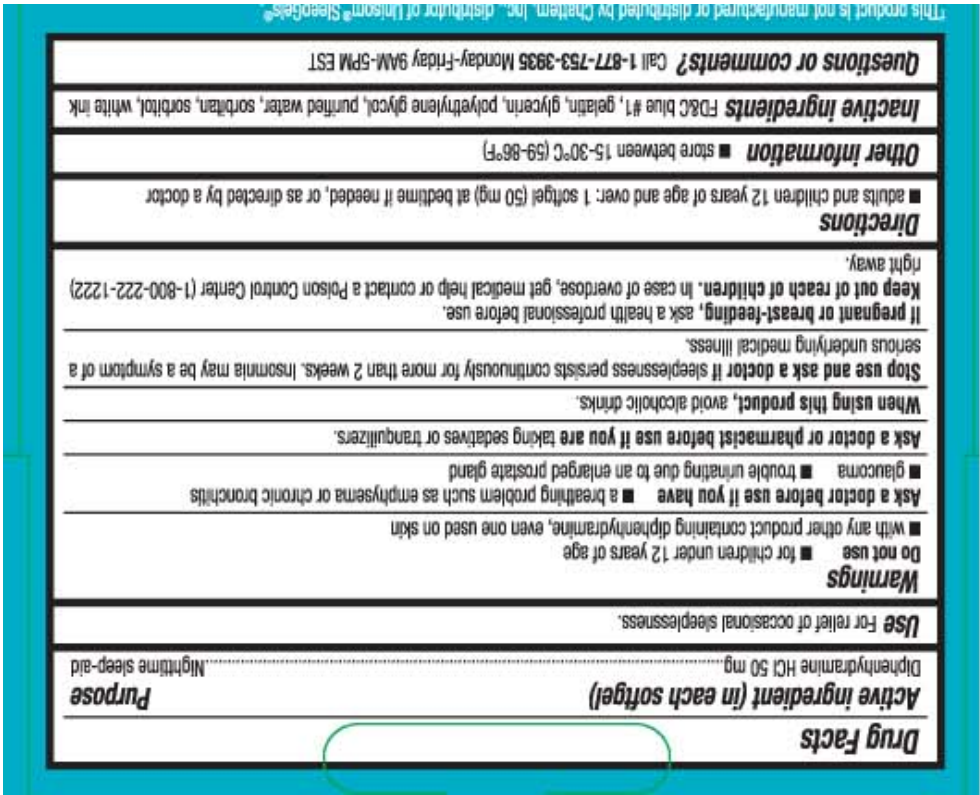 Drug Facts
Active ingredient (in each softgel) Purpose
Diphenhydramine HCl 50 mg................................................................................Nighttime sleep-aid
Use For relief of occasional sleeplessness.
Warnings
Do not use ■ for children under 12 years of age
■ with any other product containing diphenhydramine, even one used on skin
Ask a doctor before use if you have ■ a breathing problem such as emphysema or chronic bronchitis
■ glaucoma ■ trouble urinating due to an enlarged prostate gland
Ask a doctor or pharmacist before use if you are taking sedatives or tranquilizers.
When using this product, avoid alcoholic drinks.
Stop use and ask a doctor if sleeplessness persists continuously for more than 2 weeks. Insomnia may be a symptom of a
serious underlying medical illness.
If pregnant or breast-feeding, ask a health professional before use.
Keep out of reach of children. In case of overdose, get medical help or contact a Poison Control Center (1-800-222-1222)
right away.
Directions
■ adults and children 12 years of age and over: 1 softgel (50 mg) at bedtime if needed, or as directed by a doctor
Other information ■ store between 15-30°C (59-86°F)
Inactive ingredients FD&C blue #1, gelatin, glycerin, polyethylene glycol, purified water, sorbitan, sorbitol, white ink
Questions or comments? Call 1-877-753-3935 Monday-Friday 9AM-5PM EST
*This product is not manufactured or distributed by Chattem, Inc., distributor of Unisom® SleepGels®.